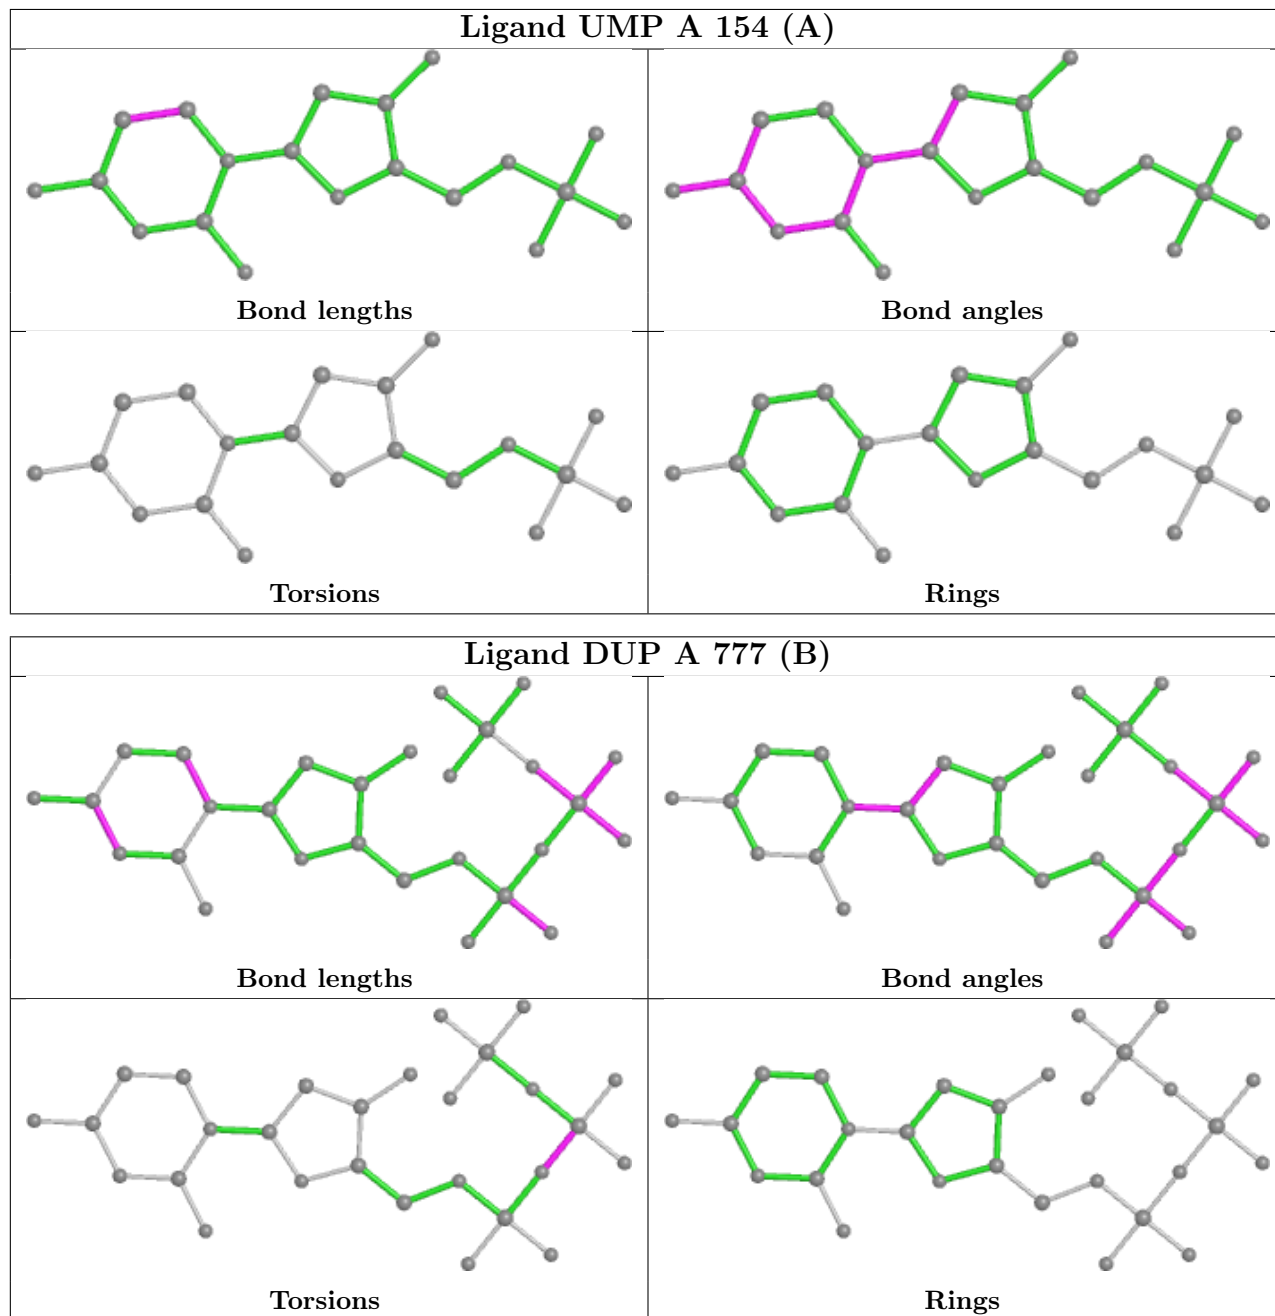 Ligand UMP A 154 (A)
Bond lengths
Bond angles
Torsions
Rings
Ligand DUP A 777 (B)
Bond lengths
Bond angles
Torsions
Rings